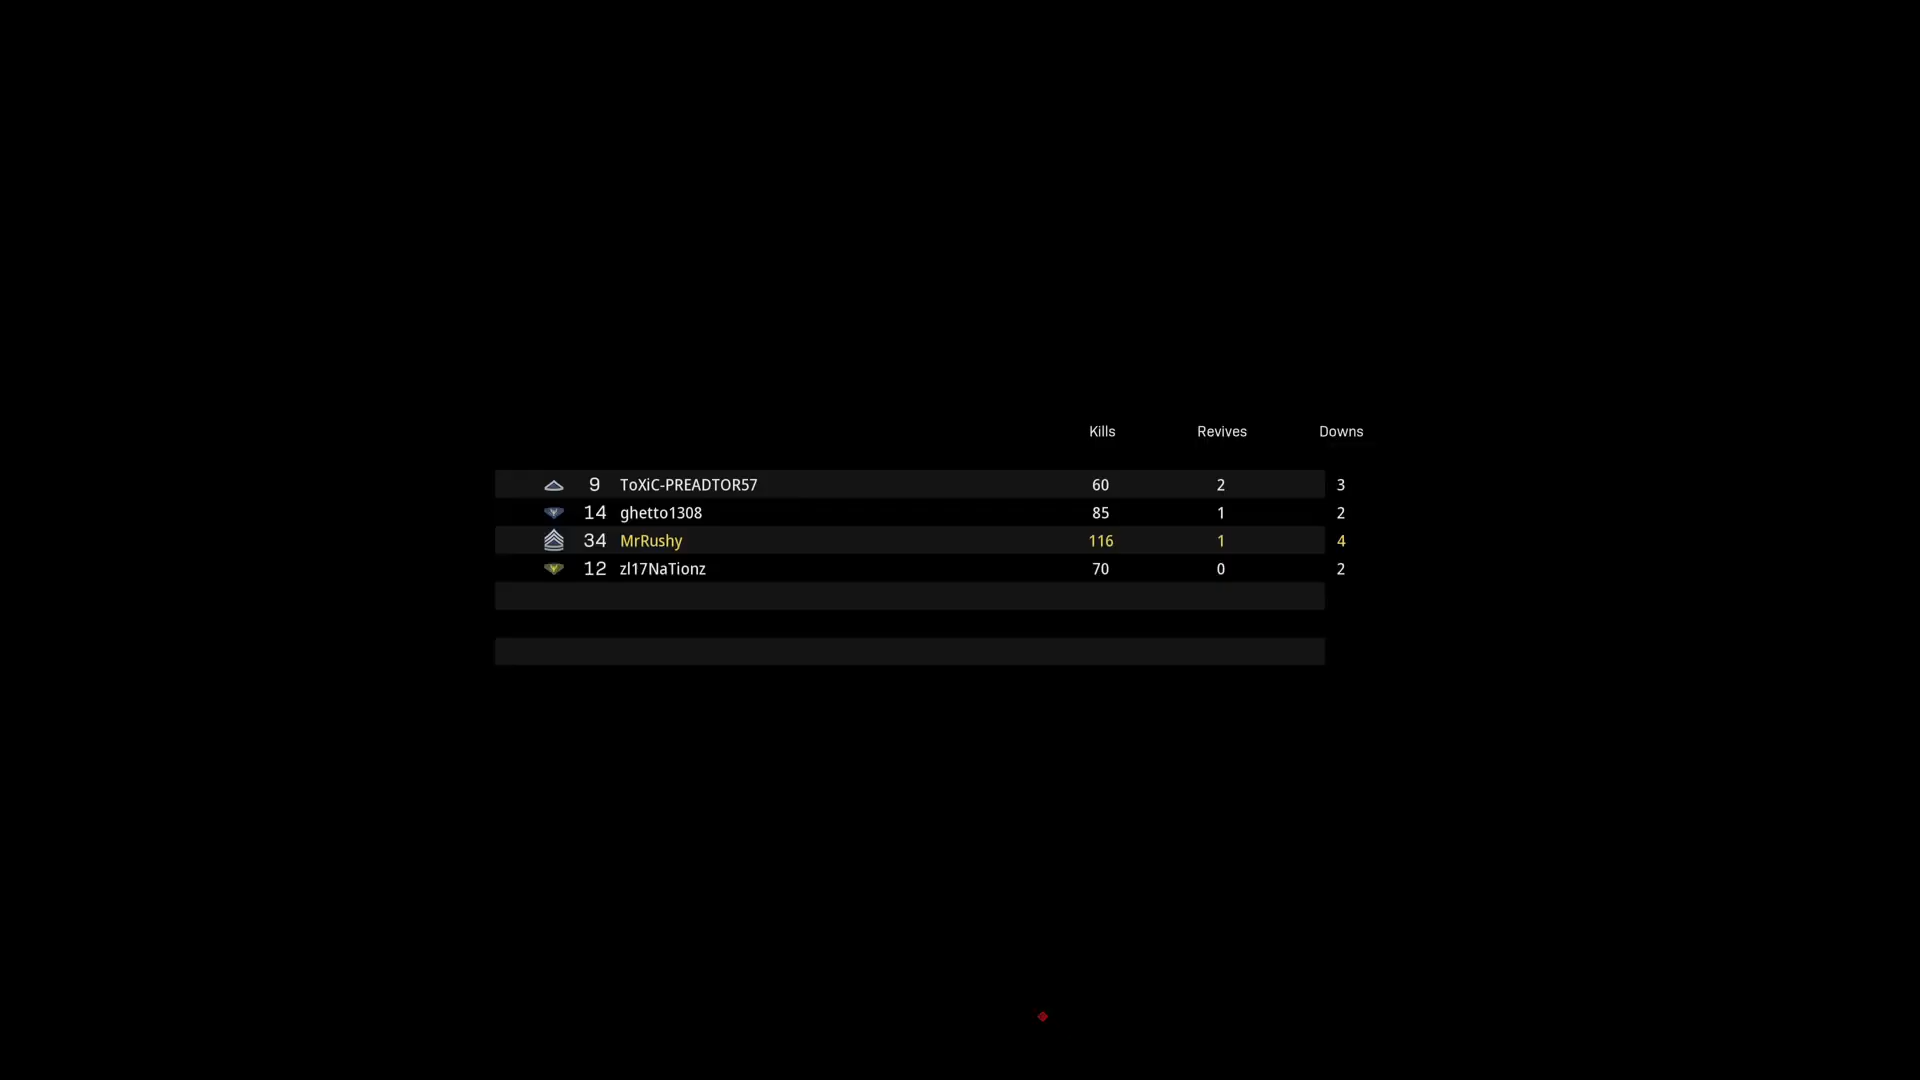 Kills Revives Downs
9 ToXiC-PREADTOR57 60 2 3
14 ghetto1308 85 1 2
34 MrRushy 116 1 4
12 zl17NaTionz 70 0 2